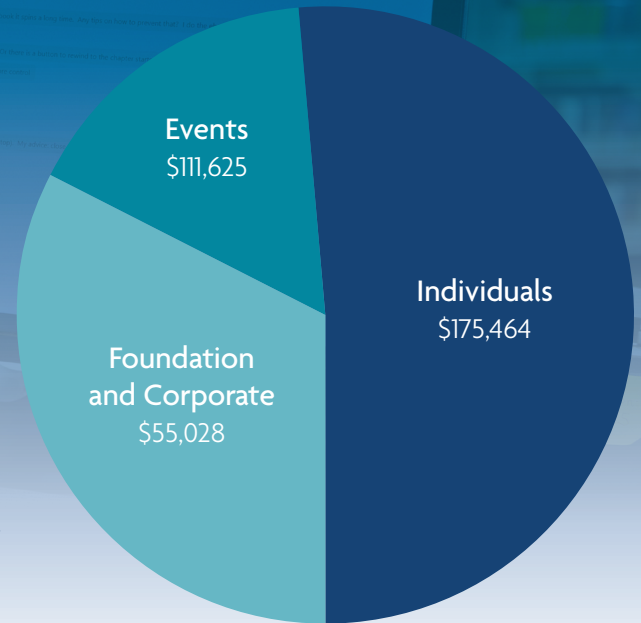 Events
$111,625
Individuals
$175,464
Foundation
and Corporate
$55,028